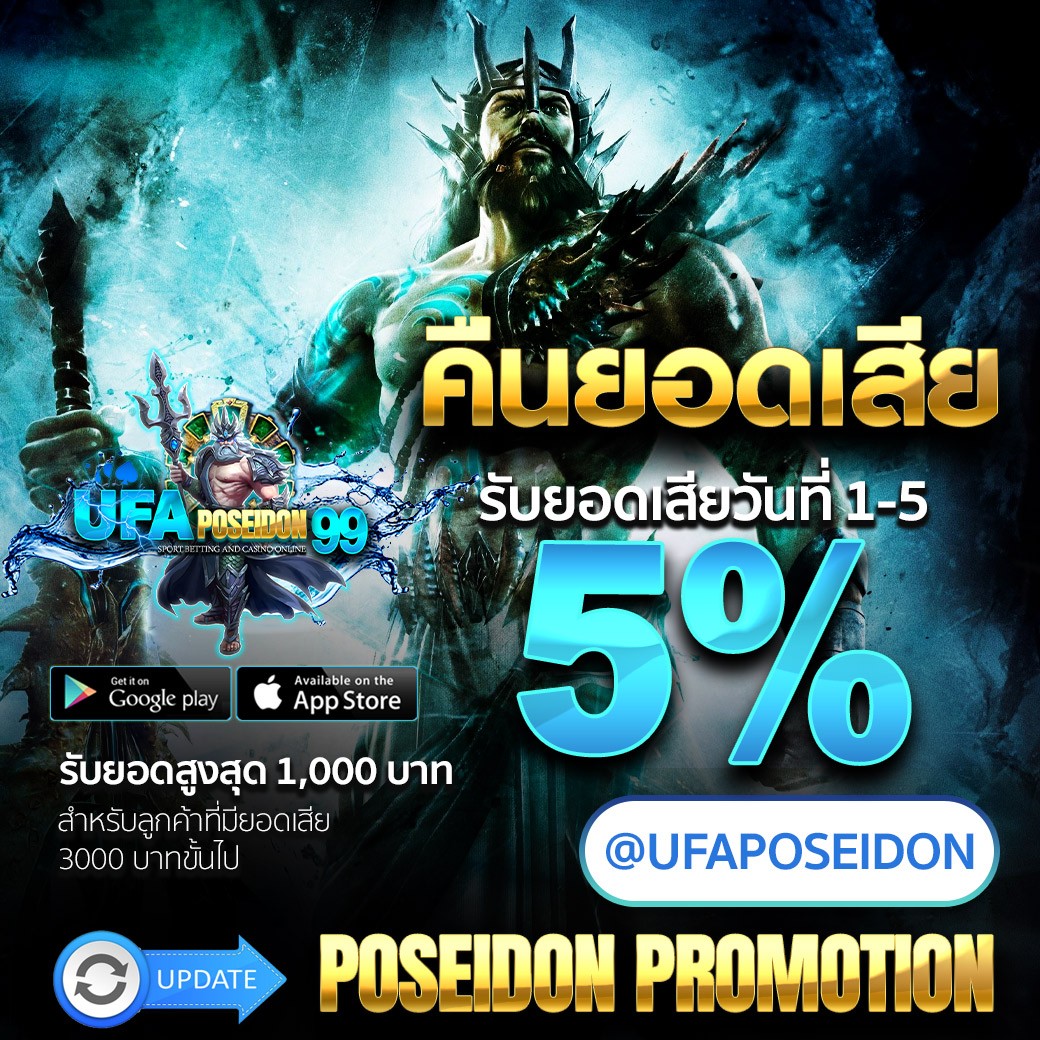 คืนยอดเสีย
รับยอดเสียวันที่ 1-5
5%
UFA POSEIDON 99
SPORT BETTING AND CASINO ONLINE
Get it on
Google play
Available on the
App Store
รับยอดสูงสุด 1,000 บาท
สำหรับลูกค้าที่มียอดเสีย
3000 บาทขั้นไป
@UFAPOSEIDON
UPDATE
POSEIDON PROMOTION